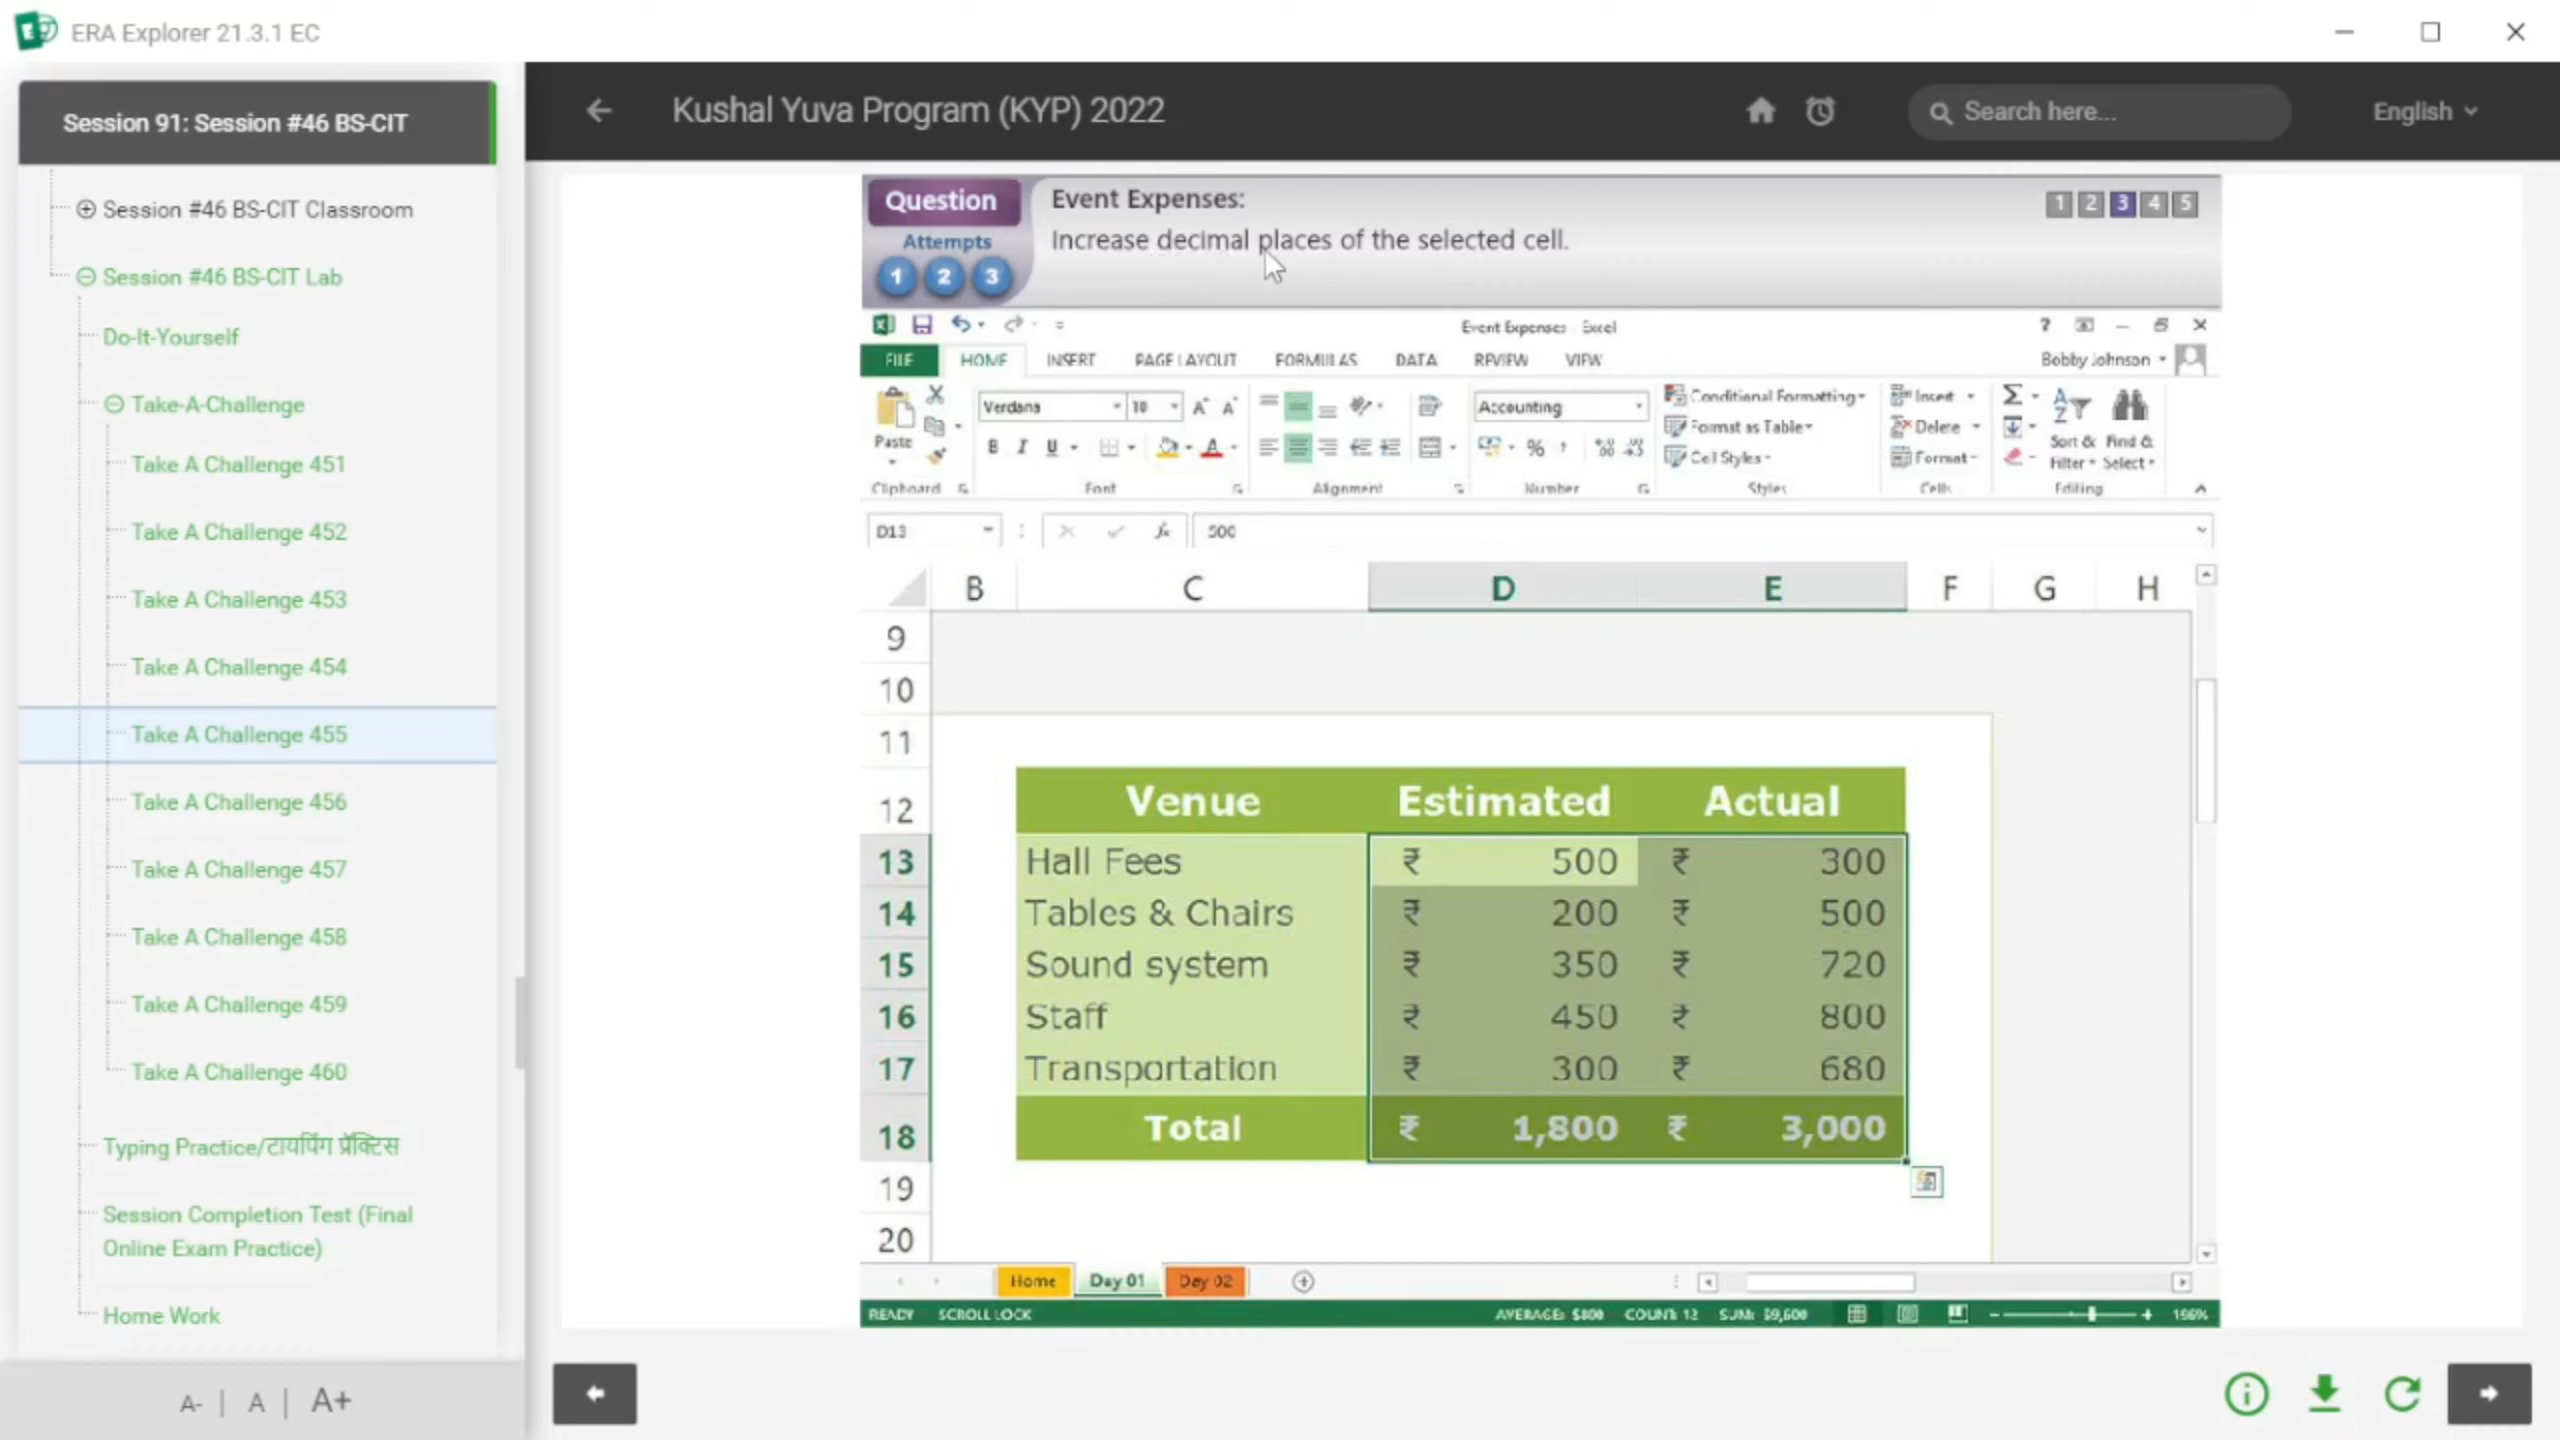 ERA Explorer 21.3.1 EC
Session 91: Session #46 BS-CIT
Kushal Yuva Program (KYP) 2022
Search here...
English
Session #46 BS-CIT Classroom
Session #46 BS-CIT Lab
Do-It-Yourself
Take-A-Challenge
Take A Challenge 451
Take A Challenge 452
Take A Challenge 453
Take A Challenge 454
Take A Challenge 455
Take A Challenge 456
Take A Challenge 457
Take A Challenge 458
Take A Challenge 459
Take A Challenge 460
Typing Practice/टायपिंग प्रॅक्टिस
Session Completion Test (Final
Online Exam Practice)
Home Work
A- | A | A+
Question
Attempts
1 2 3
Event Expenses:
Increase decimal places of the selected cell.
1 2 3 4 5
Event Expenses - Excel
FILE HOME INSERT PAGE LAYOUT FORMULAS DATA REVIEW VIEW
Bobby Johnson
Paste
Clipboard
Verdana 10
B I U
Font
Alignment
Accounting
%
Number
Conditional Formatting
Format as Table
Cell Styles
Styles
Insert
Delete
Format
Cells
Sort & Filter
Find & Select
Editing
D13
fx 500
B C D E F G H
9
10
11
12 Venue Estimated Actual
13 Hall Fees ₹ 500 ₹ 300
14 Tables & Chairs ₹ 200 ₹ 500
15 Sound system ₹ 350 ₹ 720
16 Staff ₹ 450 ₹ 800
17 Transportation ₹ 300 ₹ 680
18 Total ₹ 1,800 ₹ 3,000
19
20
Home Day 01 Day 02
READY SCROLL LOCK AVERAGE: $800 COUNT: 12 SUM: $9,600 196%